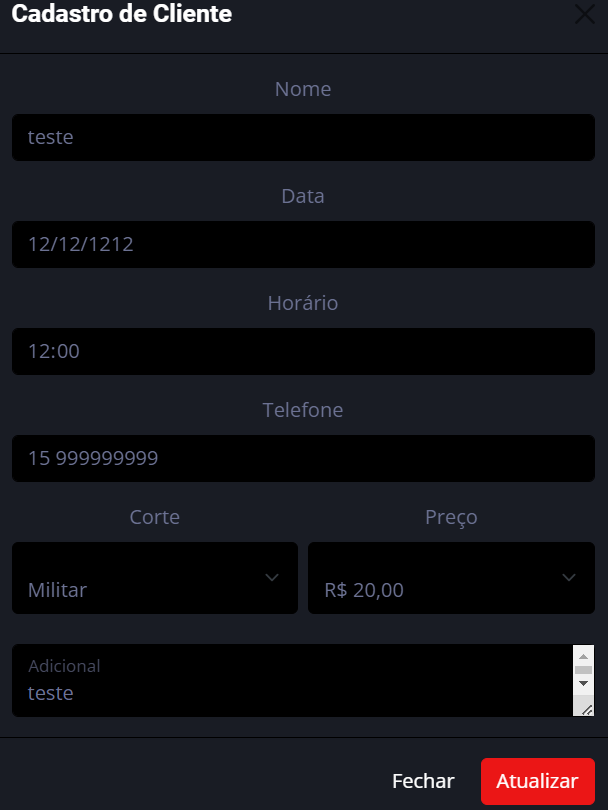 Cadastro de Cliente
Nome
teste
Data
12/12/1212
Horário
12:00
Telefone
15 999999999
Corte
Preço
Militar
R$ 20,00
Adicional
teste
Fechar
Atualizar